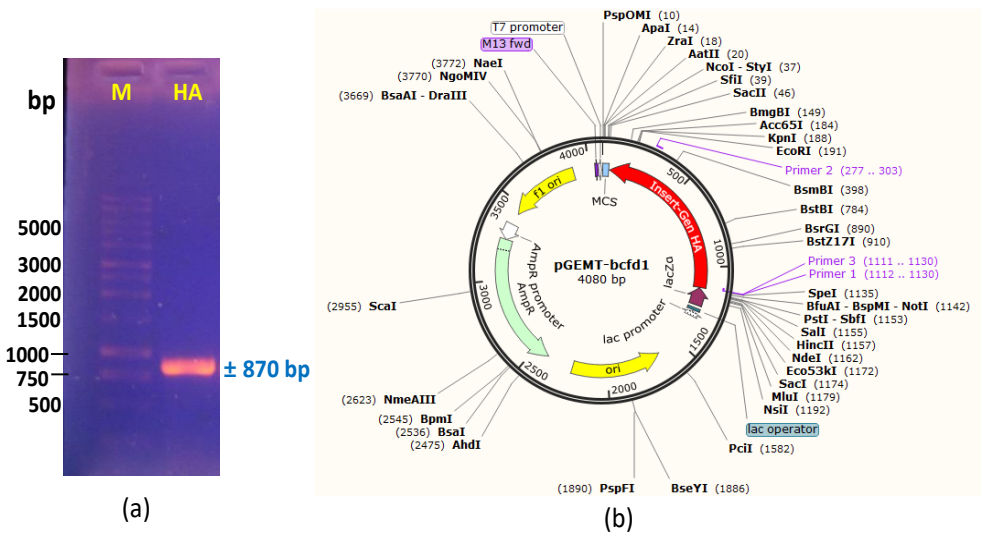 bp
M
HA
5000
3000
2000
1500
1000
750
500
± 870 bp
(a)
T7 promoter
M13 fwd
(3772) NaeI
(3770) NgoMIV
(3669) BsaAI - DraIII
PspOMI (10)
ApaI (14)
ZraI (18)
AatII (20)
NcoI - StyI (37)
SfiI (39)
SacII (46)
BmgBI (149)
Acc65I (184)
KpnI (188)
EcoRI (191)
Primer 2 (277 .. 303)
BsmBI (398)
BstBI (784)
BsrGI (890)
BstZ17I (910)
Primer 3 (1111 .. 1130)
Primer 1 (1112 .. 1130)
SpeI (1135)
BfuAI - BspMI - NotI (1142)
PstI - SbfI (1153)
SalI (1155)
HincII (1157)
NdeI (1162)
Eco53kI (1172)
SacI (1174)
MluI (1179)
NsiI (1192)
lac operator
PciI (1582)
BseYI (1886)
(1890) PspFI
(2475) AhdI
(2536) BsaI
(2545) BpmI
(2623) NmeAIII
(2955) ScaI
4000
500
1000
1500
2000
2500
3000
3500
f1 ori
MCS
Insert-Gen HA
pGEMT-bcfd1
4080 bp
lacZα
lac promoter
AmpR promoter
AmpR
ori
(b)